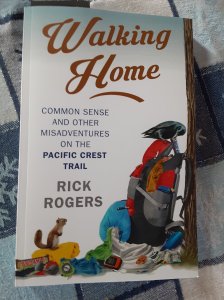 Walking
Home
COMMON SENSE
AND OTHER
MISADVENTURES
ON THE
PACIFIC CREST
TRAIL
RICK
ROGERS